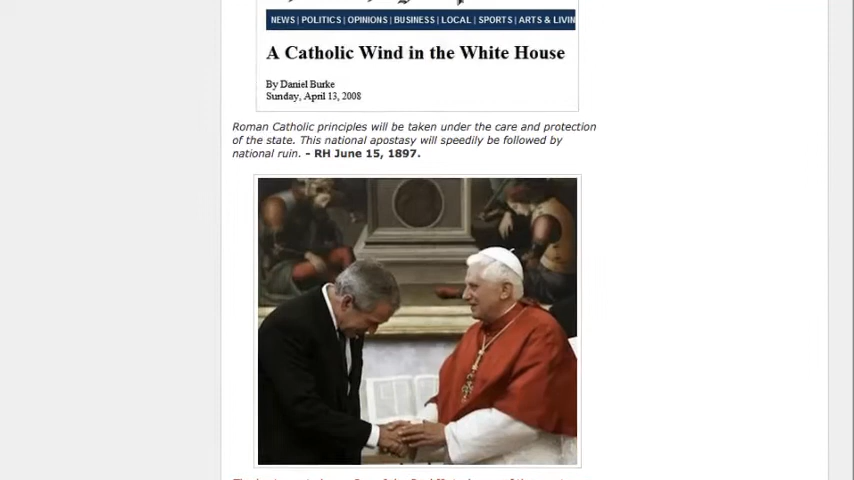 NEWS | POLITICS | OPINIONS | BUSINESS | LOCAL | SPORTS | ARTS & LIVIN
A Catholic Wind in the White House
By Daniel Burke
Sunday, April 13, 2008
Roman Catholic principles will be taken under the care and protection
of the state. This national apostasy will speedily be followed by
national ruin. - RH June 15, 1897.